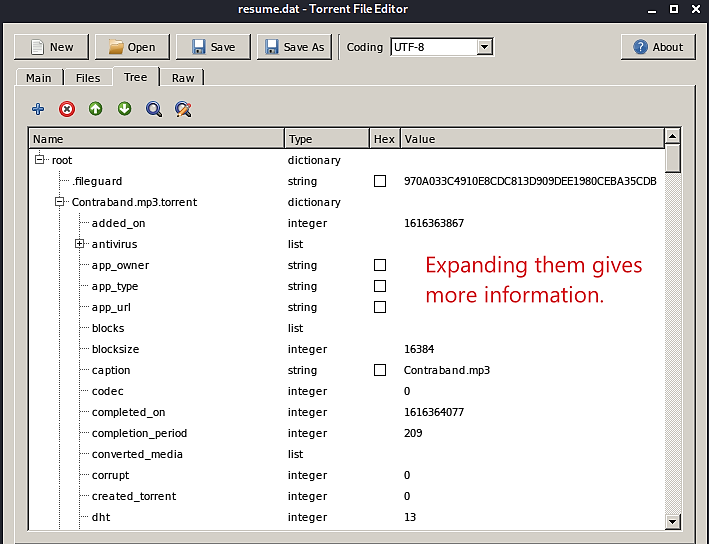 resume.dat - Torrent File Editor
New Open Save Save As Coding UTF-8 About
Main Files Tree Raw
Name Type Hex Value
root dictionary
.fileguard string 970A033C4910E8CDC813D909DEE1980CEBA35CDB
Contraband.mp3.torrent dictionary
added_on integer 1616363867
antivirus list
app_owner string
app_type string
app_url string
Expanding them gives
more information.
blocks list
blocksize integer 16384
caption string Contraband.mp3
codec integer 0
completed_on integer 1616364077
completion_period integer 209
converted_media list
corrupt integer 0
created_torrent integer 0
dht integer 13